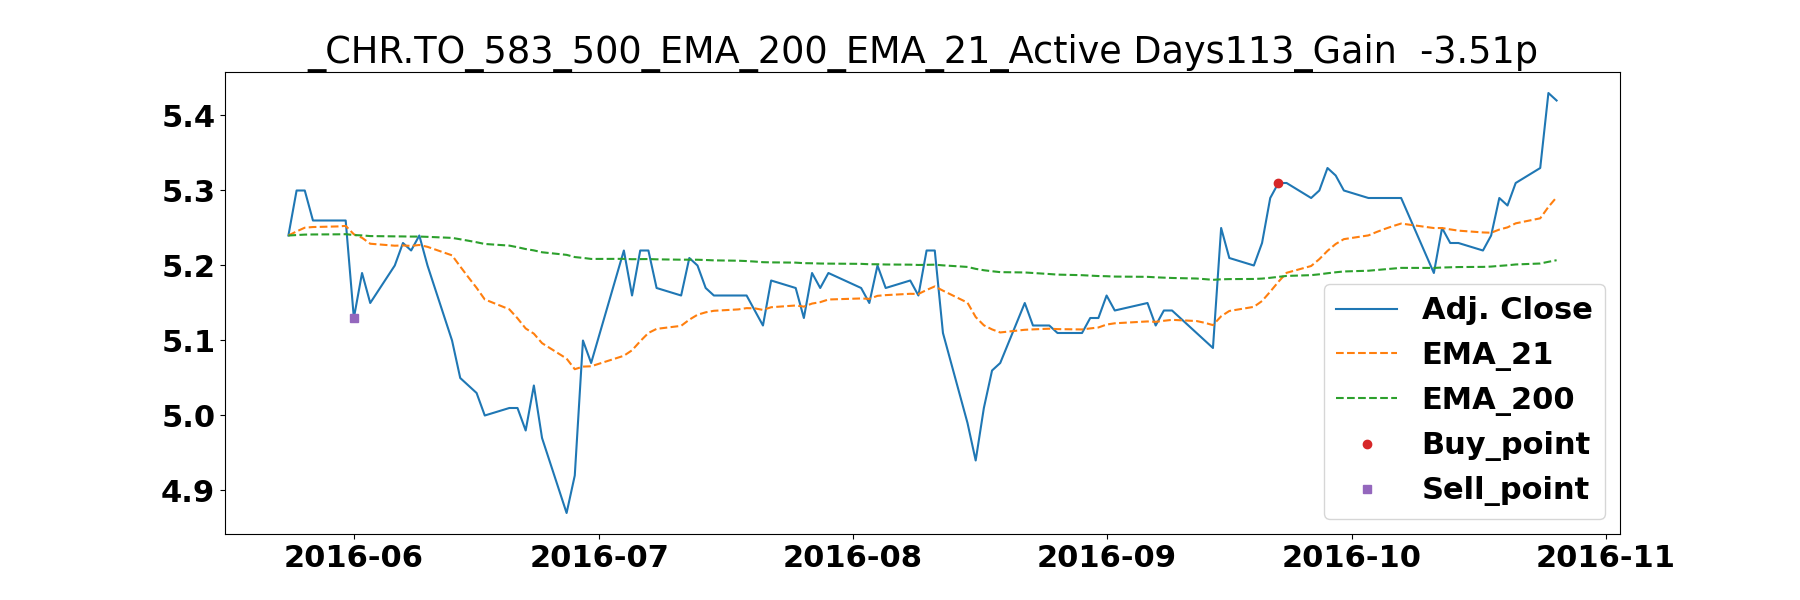 _CHR.TO_583_500_EMA_200_EMA_21_Active Days113_Gain  -3.51p
5.4
5.3
5.2
5.1
5.0
4.9
Adj. Close
EMA_21
EMA_200
Buy_point
Sell_point
2016-06 2016-07 2016-08 2016-09 2016-10 2016-11